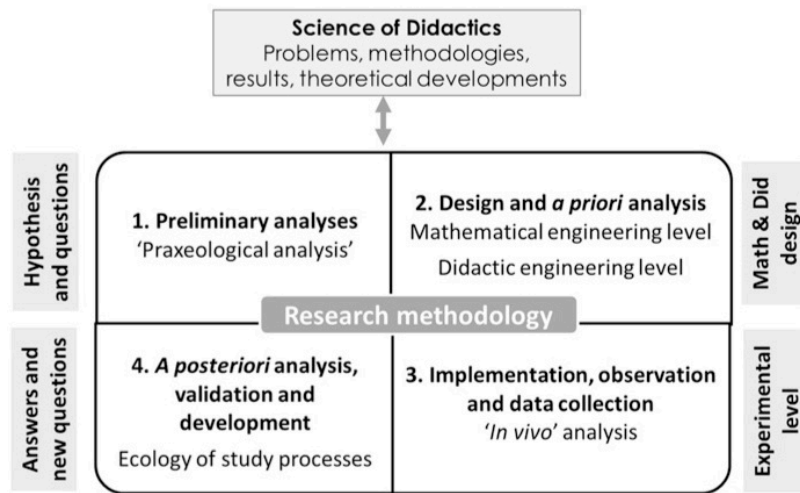 Science of Didactics
Problems, methodologies,
results, theoretical developments
Hypothesis
and questions
1. Preliminary analyses
‘Praxeological analysis’
2. Design and a priori analysis
Mathematical engineering level
Didactic engineering level
Math & Did
design
Research methodology
Answers and
new questions
4. A posteriori analysis,
validation and
development
Ecology of study processes
3. Implementation, observation
and data collection
‘In vivo’ analysis
Experimental
level